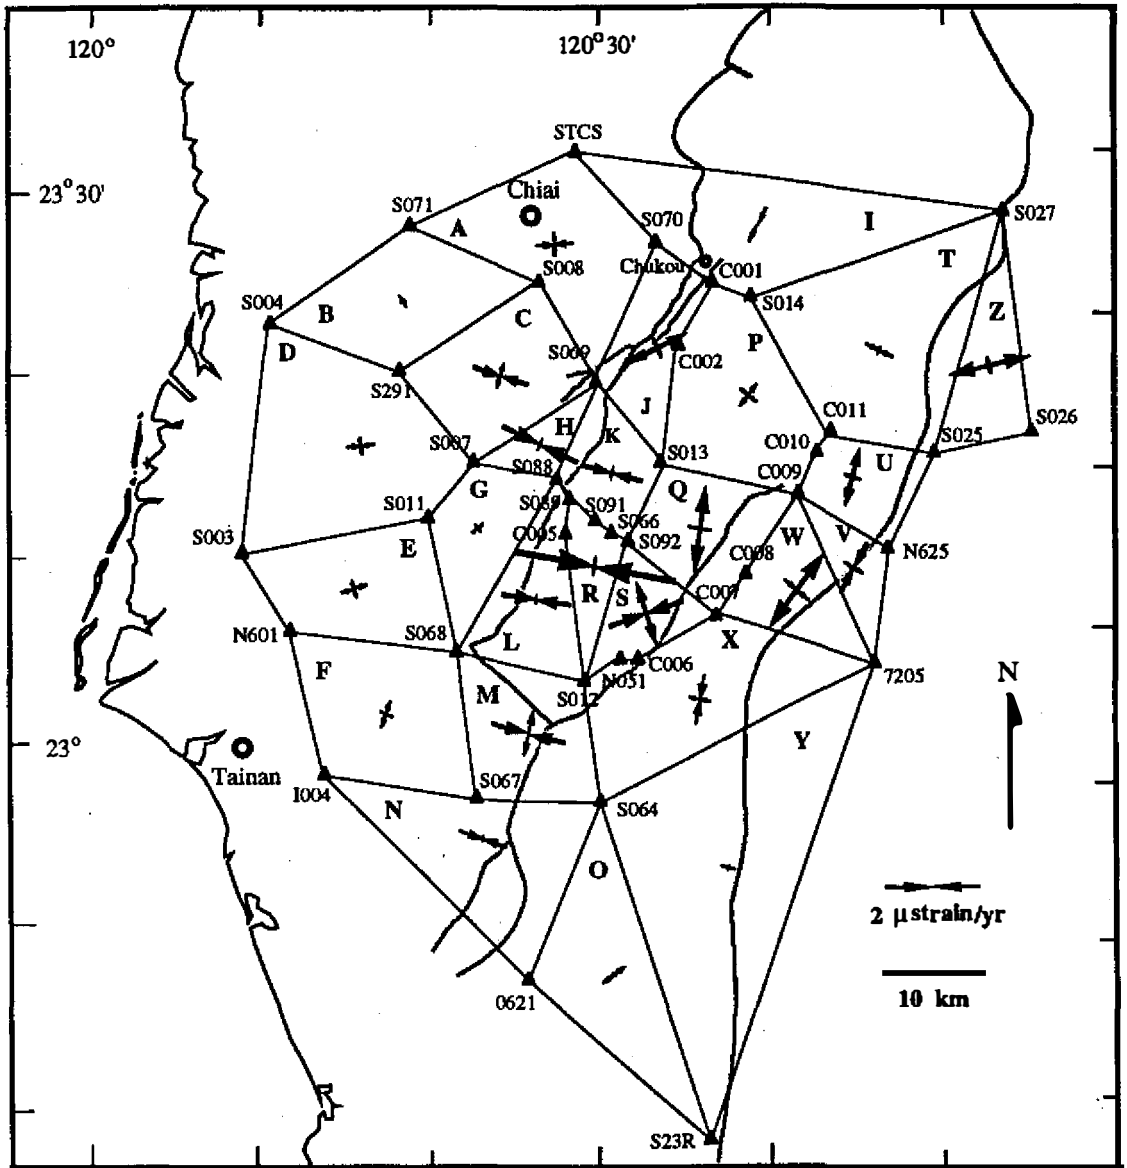 120° 120°30'
STCS
23°30'
Chiai
S071
A
S070
I
S027
Chukou
C001
T
S008
S014
S004
B
C
Z
D
P
S009
C002
S291
J
S026
C011
H
K
C010
S025
S007
S013
U
S088
C009
G
Q
S089
S091
S011
S066
C005
S092
W
V
S003
E
N625
C008
R
S
C007
N601
S068
L
X
C006
F
7205
N
N051
M
S012
Y
23°
Tainan
I004
S067
N
S064
O
2 μstrain/yr
0621
10 km
S23R